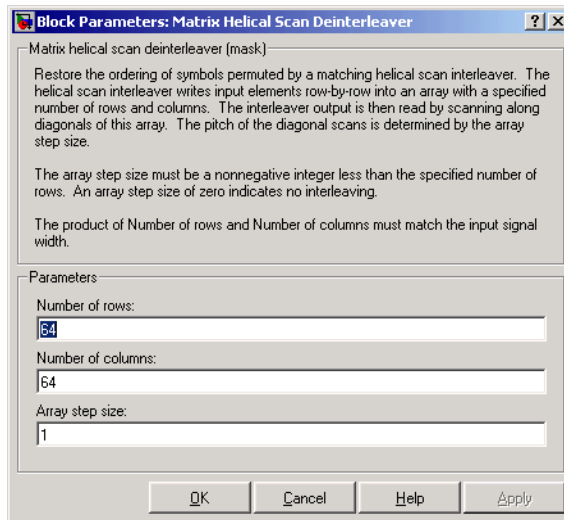 Block Parameters: Matrix Helical Scan Deinterleaver
Matrix helical scan deinterleaver (mask)
Restore the ordering of symbols permuted by a matching helical scan interleaver. The
helical scan interleaver writes input elements row-by-row into an array with a specified
number of rows and columns. The interleaver output is then read by scanning along
diagonals of this array. The pitch of the diagonal scans is determined by the array
step size.
The array step size must be a nonnegative integer less than the specified number of
rows. An array step size of zero indicates no interleaving.
The product of Number of rows and Number of columns must match the input signal
width.
Parameters
Number of rows:
64
Number of columns:
64
Array step size:
1
OK Cancel Help Apply